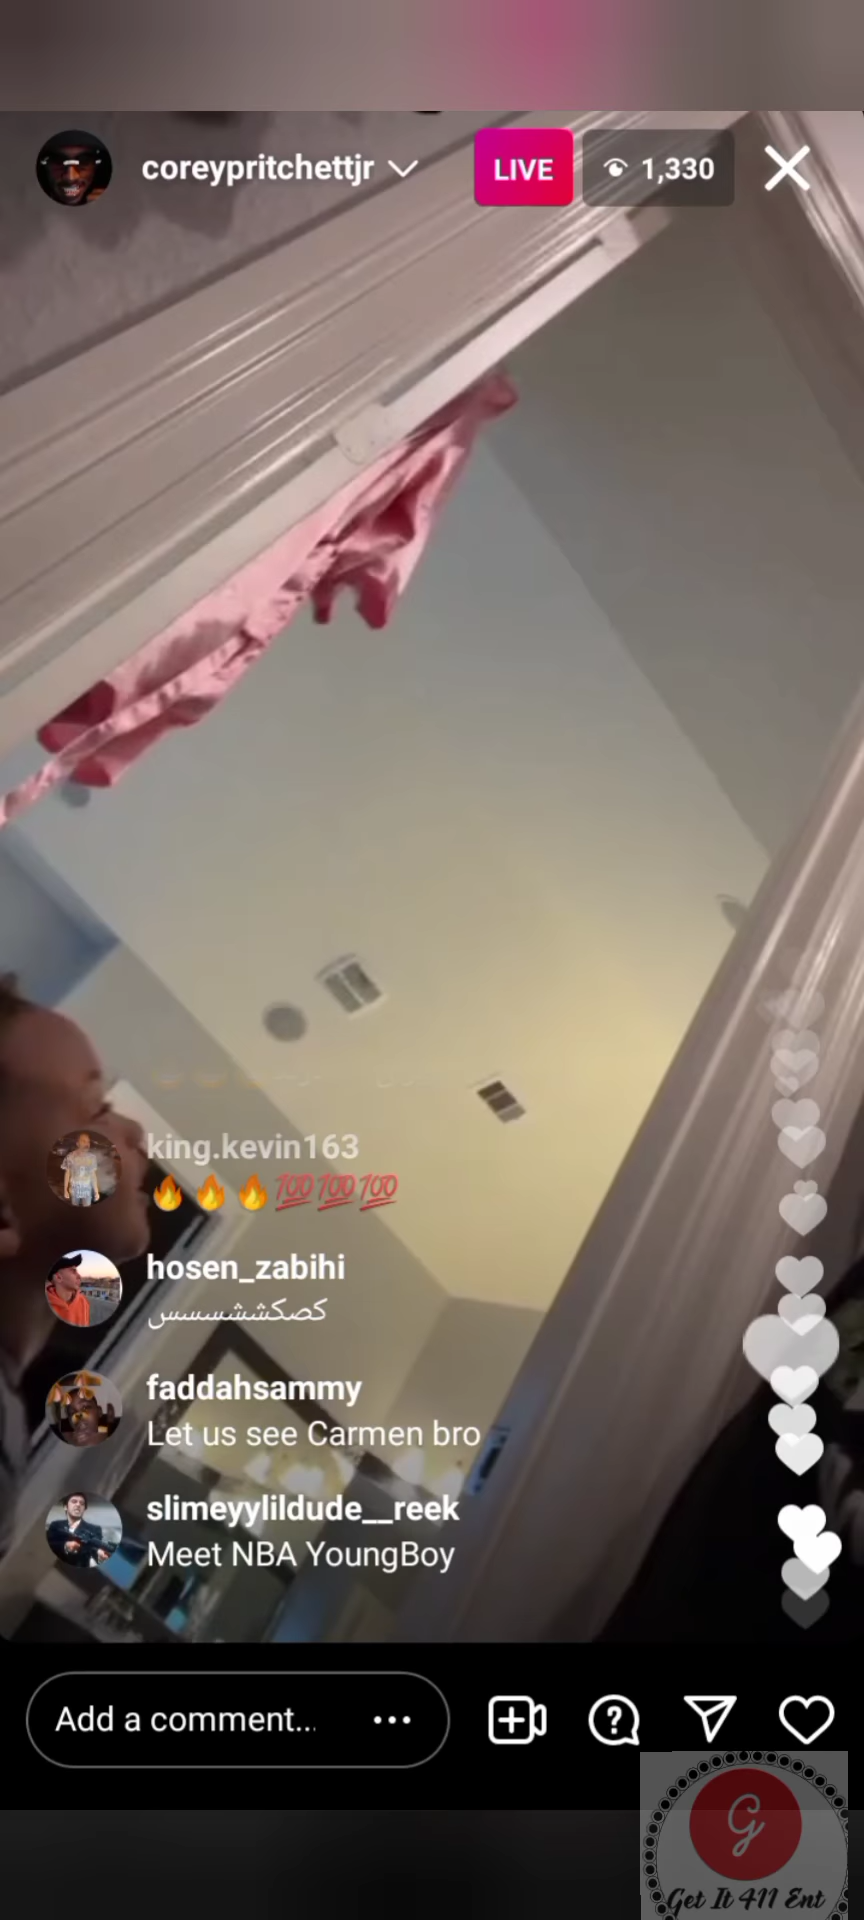 coreypritchettjr
LIVE
1,330
king.kevin163
🔥🔥🔥💯💯💯
hosen_zabihi
كصكششسسس
faddahsammy
Let us see Carmen bro
slimeyylildude__reek
Meet NBA YoungBoy
Add a comment...
G
Get It 411 Ent